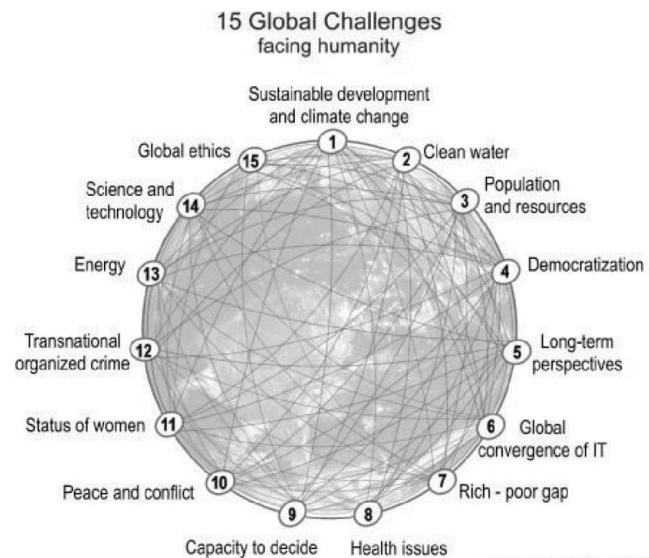 15 Global Challenges
facing humanity
Sustainable development
and climate change
1
2
Clean water
3
Population
and resources
4
Democratization
5
Long-term
perspectives
6
Global
convergence of IT
7
Rich - poor gap
8
Health issues
9
Capacity to decide
10
Peace and conflict
11
Status of women
12
Transnational
organized crime
13
Energy
14
Science and
technology
15
Global ethics